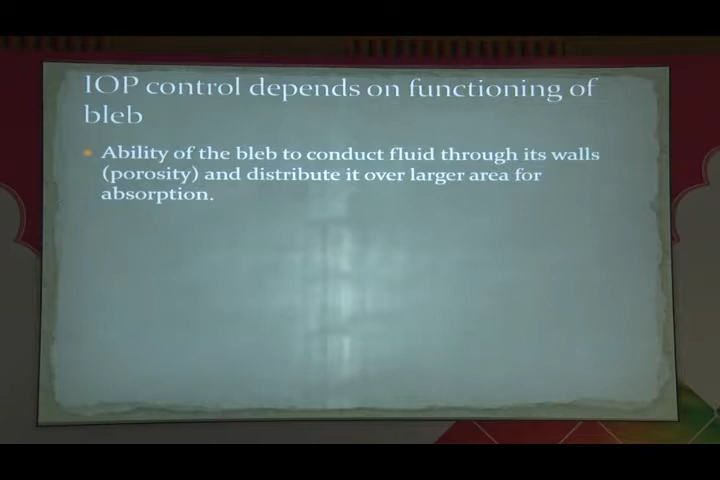 IOP control depends on functioning of
bleb
Ability of the bleb to conduct fluid through its walls
(porosity) and distribute it over larger area for
absorption.